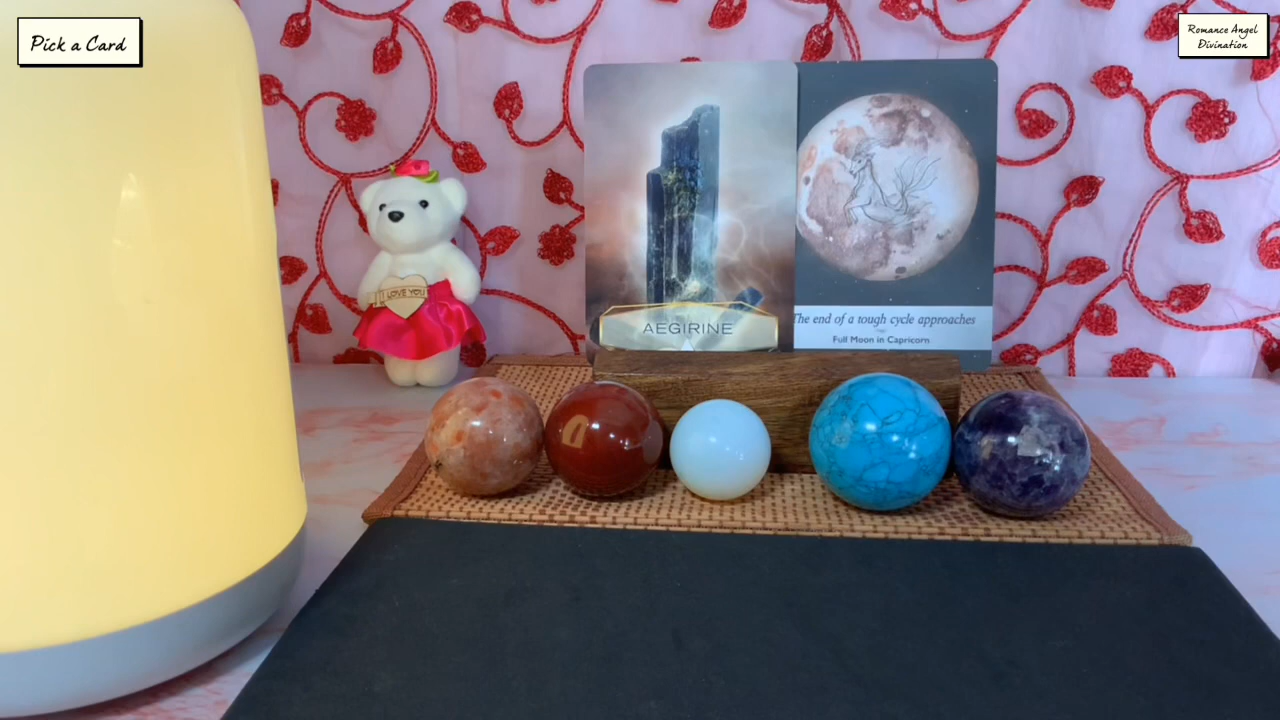 Pick a Card
Romance Angel
Divination
I LOVE YOU
AEGIRINE
The end of a tough cycle approaches
Full Moon in Capricorn